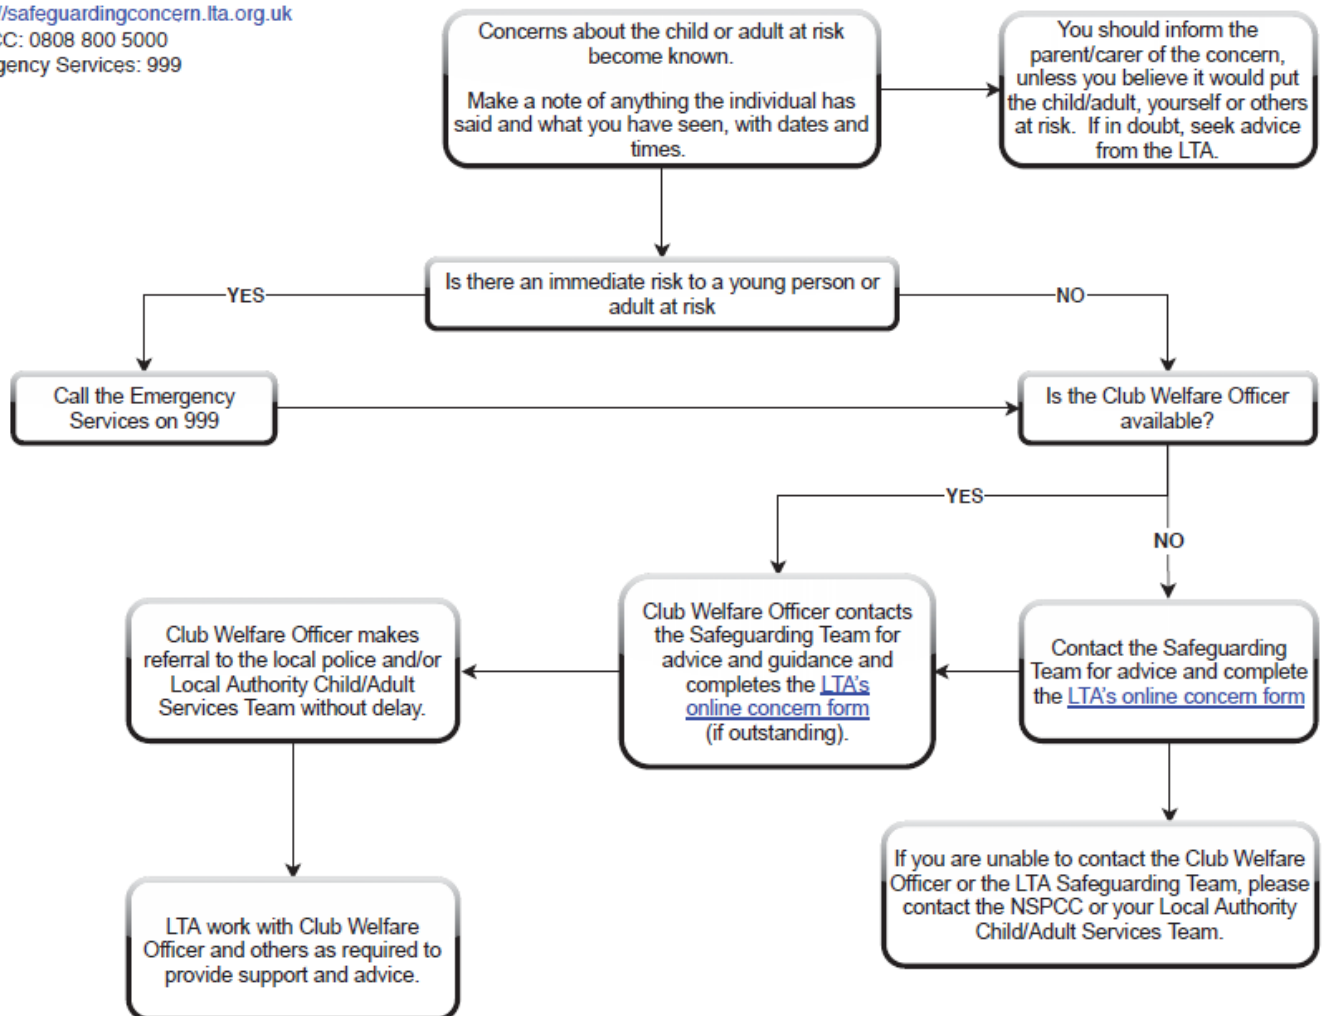 //safeguardingconcern.lta.org.uk
CC: 0808 800 5000
gency Services: 999
Concerns about the child or adult at risk
become known.
Make a note of anything the individual has
said and what you have seen, with dates and
times.
You should inform the
parent/carer of the concern,
unless you believe it would put
the child/adult, yourself or others
at risk. If in doubt, seek advice
from the LTA.
Is there an immediate risk to a young person or
adult at risk
YES
NO
Call the Emergency
Services on 999
Is the Club Welfare Officer
available?
YES
NO
Club Welfare Officer makes
referral to the local police and/or
Local Authority Child/Adult
Services Team without delay.
Club Welfare Officer contacts
the Safeguarding Team for
advice and guidance and
completes the LTA's
online concern form
(if outstanding).
Contact the Safeguarding
Team for advice and complete
the LTA's online concern form
If you are unable to contact the Club Welfare
Officer or the LTA Safeguarding Team, please
contact the NSPCC or your Local Authority
Child/Adult Services Team.
LTA work with Club Welfare
Officer and others as required to
provide support and advice.